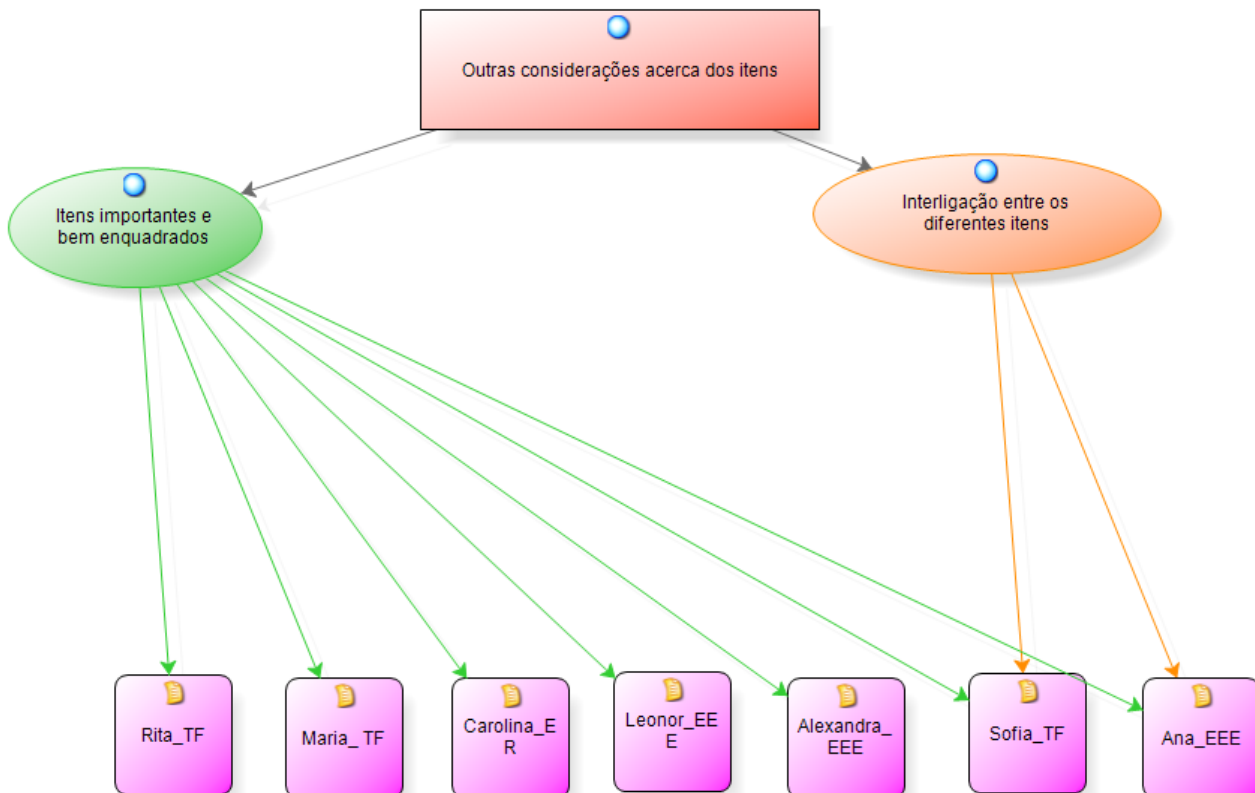 Outras considerações acerca dos itens
Itens importantes e
bem enquadrados
Interligação entre os
diferentes itens
Rita_TF
Maria_ TF
Carolina_E
R
Leonor_EE
E
Alexandra_
EEE
Sofia_TF
Ana_EEE